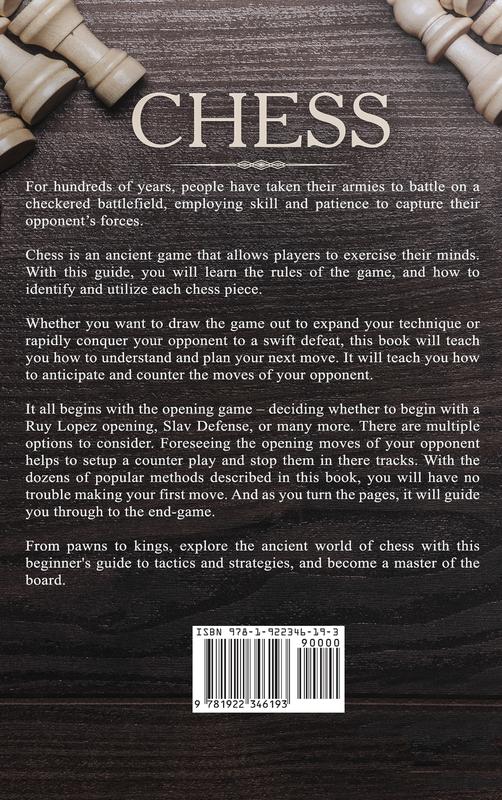 CHESS
For hundreds of years, people have taken their armies to battle on a
checkered battlefield, employing skill and patience to capture their
opponent's forces.
Chess is an ancient game that allows players to exercise their minds.
With this guide, you will learn the rules of the game, and how to
identify and utilize each chess piece.
Whether you want to draw the game out to expand your technique or
rapidly conquer your opponent to a swift defeat, this book will teach
you how to understand and plan your next move. It will teach you how
to anticipate and counter the moves of your opponent.
It all begins with the opening game – deciding whether to begin with a
Ruy Lopez opening, Slav Defense, or many more. There are multiple
options to consider. Foreseeing the opening moves of your opponent
helps to setup a counter play and stop them in there tracks. With the
dozens of popular methods described in this book, you will have no
trouble making your first move. And as you turn the pages, it will guide
you through to the end-game.
From pawns to kings, explore the ancient world of chess with this
beginner's guide to tactics and strategies, and become a master of the
board.
ISBN 978-1-922346-19-3
90000
9 781922 346193